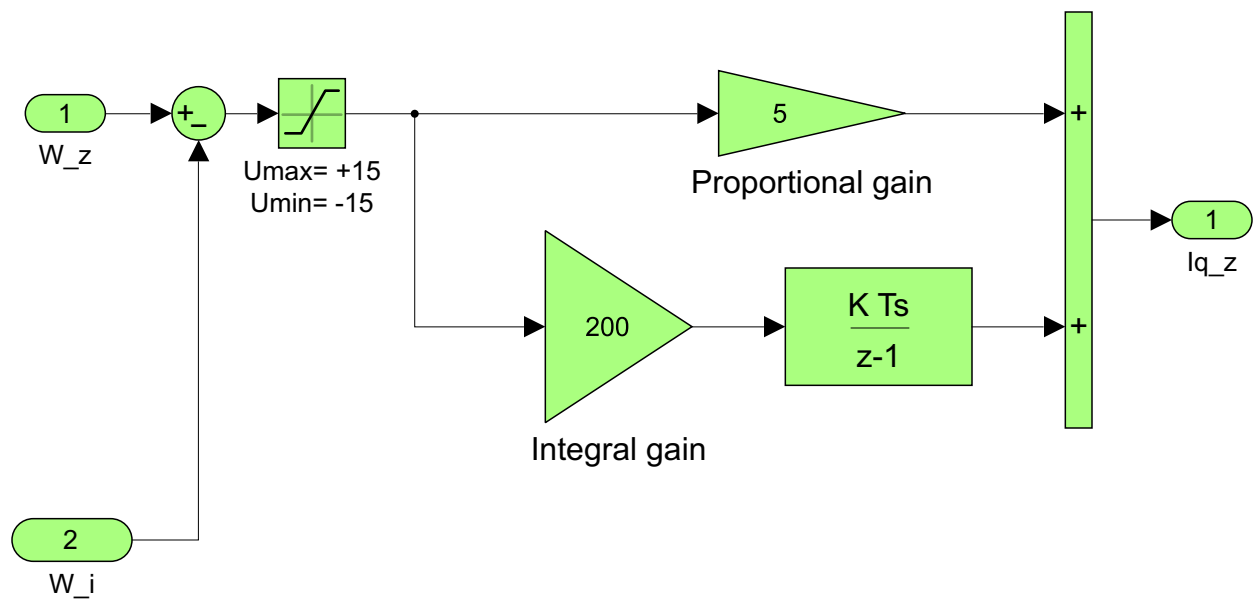 1
W_z
+
–
Umax= +15
Umin= -15
5
Proportional gain
+
1
Iq_z
200
Integral gain
K Ts
z-1
+
2
W_i